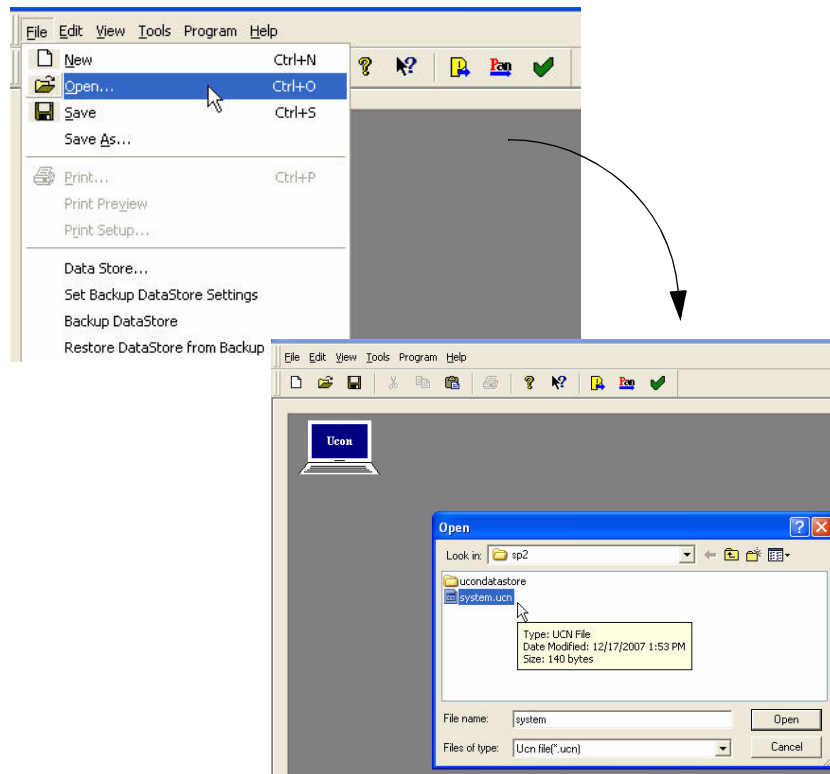 File Edit View Tools Program Help
New Ctrl+N
Open... Ctrl+O
Save Ctrl+S
Save As...
Print... Ctrl+P
Print Preview
Print Setup...
Data Store...
Set Backup DataStore Settings
Backup DataStore
Restore DataStore from Backup
Pan
File Edit View Tools Program Help
Pan
Ucon
Open
Look in: sp2
ucondatastore
system.ucn
Type: UCN File
Date Modified: 12/17/2007 1:53 PM
Size: 140 bytes
File name: system Open
Files of type: Ucn file(*.ucn) Cancel